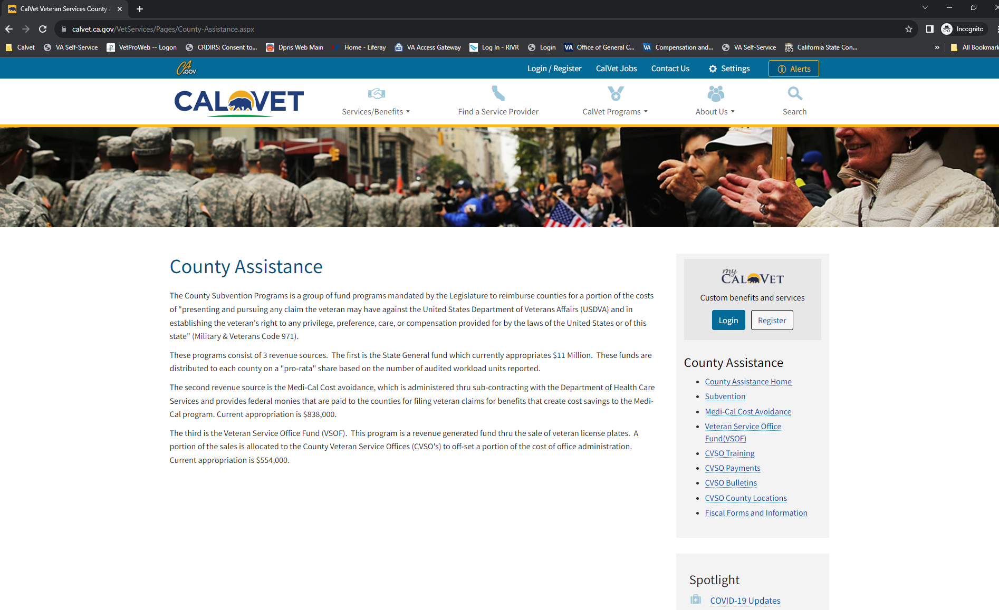 CalVet Veteran Services County
calvet.ca.gov/VetServices/Pages/County-Assistance.aspx
Incognito
Calvet VA Self-Service VetProWeb -- Logon CRDIRS: Consent to... Dpris Web Main Home - Liferay VA Access Gateway Log In - RIVR Login VA Office of General C... VA Compensation and... VA Self-Service SCO California State Con... » All Bookmark
CA.GOV Login / Register CalVet Jobs Contact Us Settings Alerts
CALVET
Services/Benefits Find a Service Provider CalVet Programs About Us Search
County Assistance
The County Subvention Programs is a group of fund programs mandated by the Legislature to reimburse counties for a portion of the costs
of "presenting and pursuing any claim the veteran may have against the United States Department of Veterans Affairs (USDVA) and in
establishing the veteran's right to any privilege, preference, care, or compensation provided for by the laws of the United States or of this
state" (Military & Veterans Code 971).
These programs consist of 3 revenue sources.  The first is the State General fund which currently appropriates $11 Million.  These funds are
distributed to each county on a "pro-rata" share based on the number of audited workload units reported.
The second revenue source is the Medi-Cal Cost avoidance, which is administered thru sub-contracting with the Department of Health Care
Services and provides federal monies that are paid to the counties for filing veteran claims for benefits that create cost savings to the Medi-
Cal program. Current appropriation is $838,000.
The third is the Veteran Service Office Fund (VSOF).  This program is a revenue generated fund thru the sale of veteran license plates.  A
portion of the sales is allocated to the County Veteran Service Offices (CVSO's) to off-set a portion of the cost of office administration.
Current appropriation is $554,000.
my
CALVET
Custom benefits and services
Login Register
County Assistance
• County Assistance Home
• Subvention
• Medi-Cal Cost Avoidance
• Veteran Service Office
Fund(VSOF)
• CVSO Training
• CVSO Payments
• CVSO Bulletins
• CVSO County Locations
• Fiscal Forms and Information
Spotlight
COVID-19 Updates